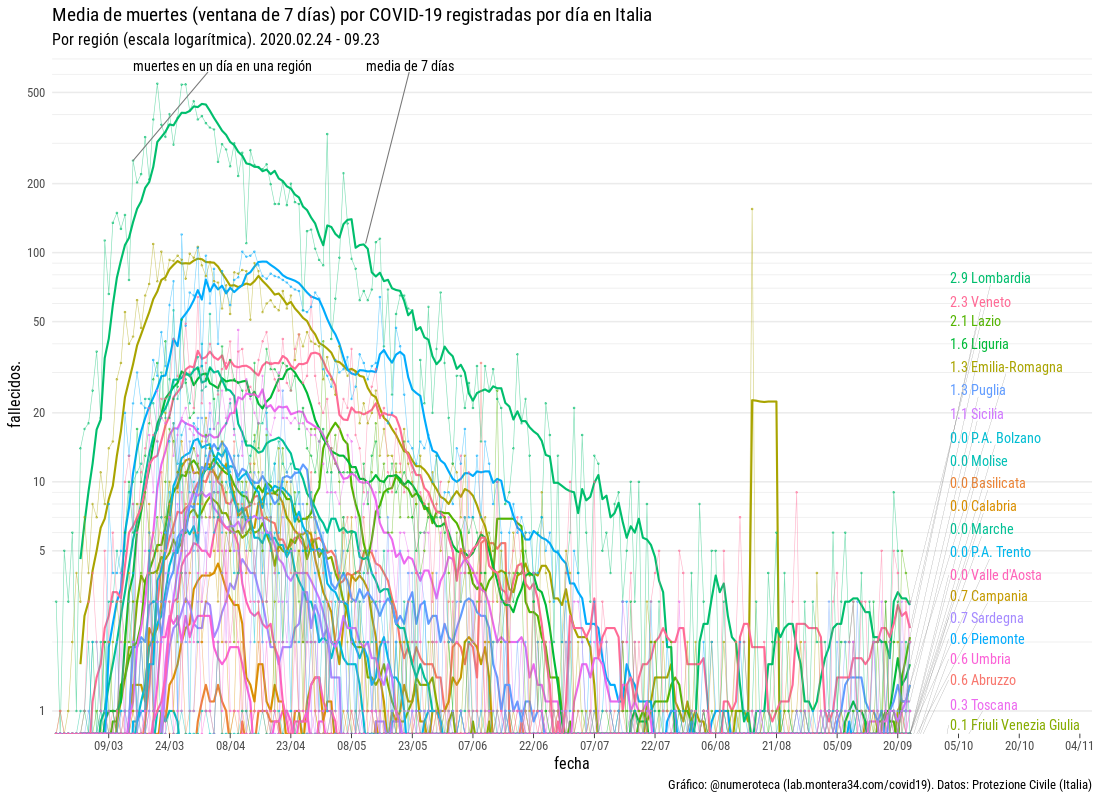 Media de muertes (ventana de 7 días) por COVID-19 registradas por día en Italia
Por región (escala logarítmica). 2020.02.24 - 09.23
muertes en un día en una región
media de 7 días
500
200
100
50
20
10
5
1
fallecidos.
2.9 Lombardia
2.3 Veneto
2.1 Lazio
1.6 Liguria
1.3 Emilia-Romagna
1.3 Puglia
1.1 Sicilia
0.0 P.A. Bolzano
0.0 Molise
0.0 Basilicata
0.0 Calabria
0.0 Marche
0.0 P.A. Trento
0.0 Valle d'Aosta
0.7 Campania
0.7 Sardegna
0.6 Piemonte
0.6 Umbria
0.6 Abruzzo
0.3 Toscana
0.1 Friuli Venezia Giulia
09/03 24/03 08/04 23/04 08/05 23/05 07/06 22/06 07/07 22/07 06/08 21/08 05/09 20/09 05/10 20/10 04/11
fecha
Gráfico: @numeroteca (lab.montera34.com/covid19). Datos: Protezione Civile (Italia)